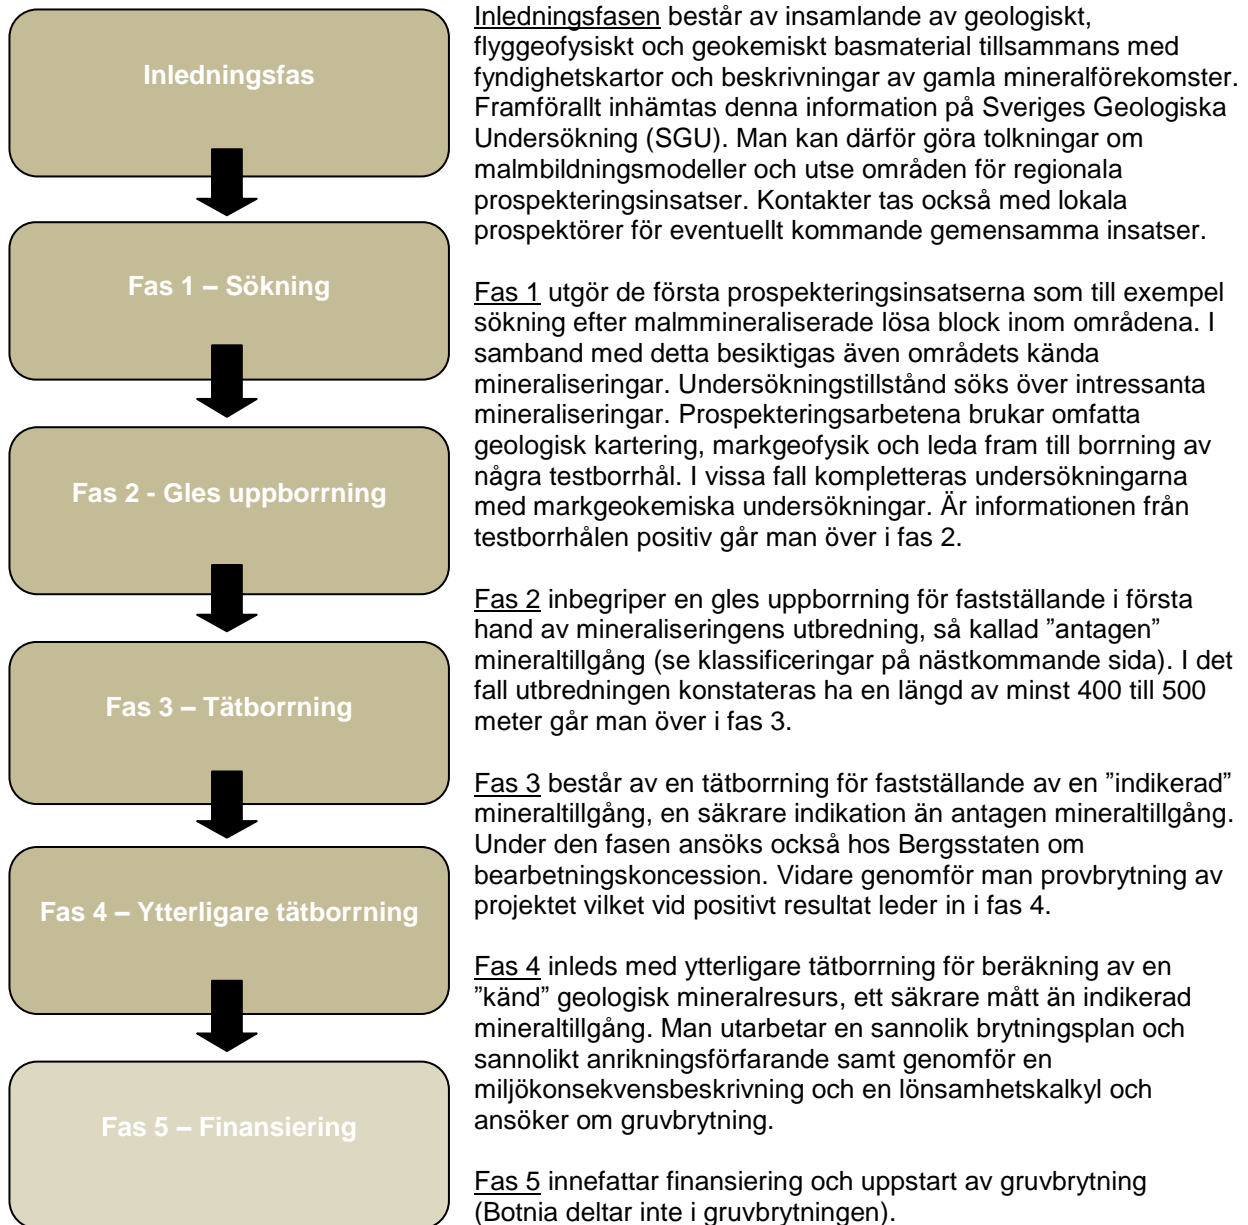 Inledningsfas
Fas 1 – Sökning
Fas 2 - Gles uppborrning
Fas 3 – Tätborrning
Fas 4 – Ytterligare tätborrning
Fas 5 – Finansiering
Inledningsfasen består av insamlande av geologiskt,
flyggeofysiskt och geokemiskt basmaterial tillsammans med
fyndighetskartor och beskrivningar av gamla mineralförekomster.
Framförallt inhämtas denna information på Sveriges Geologiska
Undersökning (SGU). Man kan därför göra tolkningar om
malmbildningsmodeller och utse områden för regionala
prospekteringsinsatser. Kontakter tas också med lokala
prospektörer för eventuellt kommande gemensamma insatser.
Fas 1 utgör de första prospekteringsinsatserna som till exempel
sökning efter malmmineraliserade lösa block inom områdena. I
samband med detta besiktigas även områdets kända
mineraliseringar. Undersökningstillstånd söks över intressanta
mineraliseringar. Prospekteringsarbetena brukar omfatta
geologisk kartering, markgeofysik och leda fram till borrning av
några testborrhål. I vissa fall kompletteras undersökningarna
med markgeokemiska undersökningar. Är informationen från
testborrhålen positiv går man över i fas 2.
Fas 2 inbegriper en gles uppborrning för fastställande i första
hand av mineraliseringens utbredning, så kallad ”antagen”
mineraltillgång (se klassificeringar på nästkommande sida). I det
fall utbredningen konstateras ha en längd av minst 400 till 500
meter går man över i fas 3.
Fas 3 består av en tätborrning för fastställande av en ”indikerad”
mineraltillgång, en säkrare indikation än antagen mineraltillgång.
Under den fasen ansöks också hos Bergsstaten om
bearbetningskoncession. Vidare genomför man provbrytning av
projektet vilket vid positivt resultat leder in i fas 4.
Fas 4 inleds med ytterligare tätborrning för beräkning av en
”känd” geologisk mineralresurs, ett säkrare mått än indikerad
mineraltillgång. Man utarbetar en sannolik brytningsplan och
sannolikt anrikningsförfarande samt genomför en
miljökonsekvensbeskrivning och en lönsamhetskalkyl och
ansöker om gruvbrytning.
Fas 5 innefattar finansiering och uppstart av gruvbrytning
(Botnia deltar inte i gruvbrytningen).